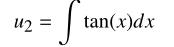 u₂ = ∫ tan(x)dx